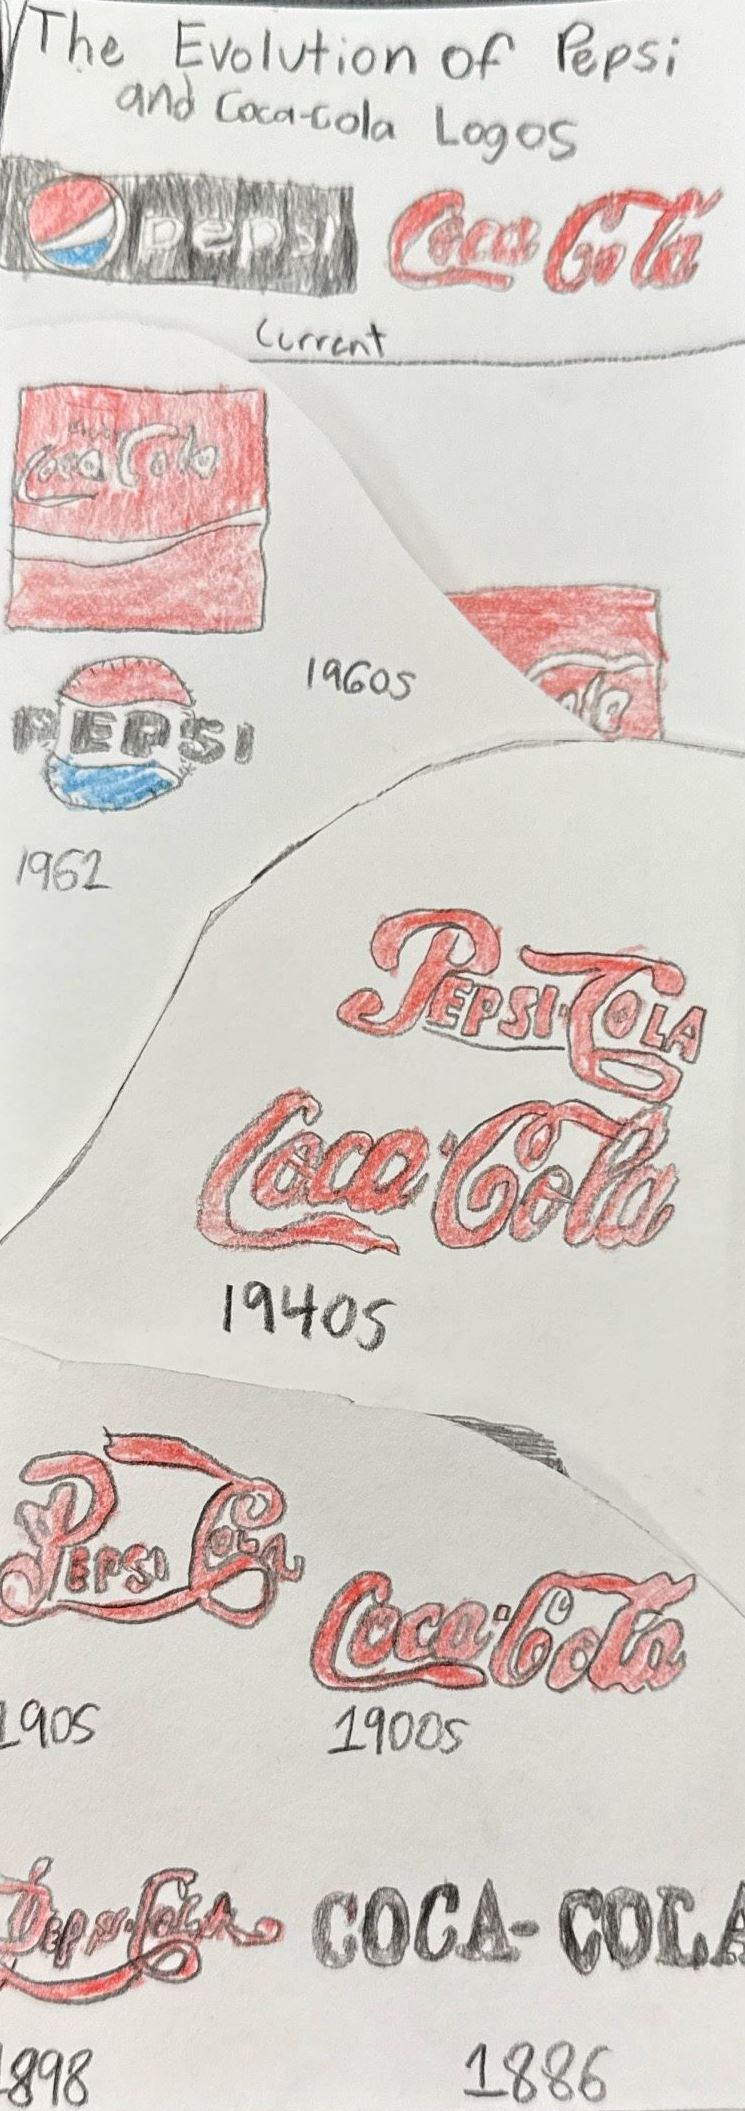 The Evolution of Pepsi
and Coca-Cola Logos
pepsi Coca Cola
Current
Coca Cola
PEPSI
1960s
1962
PEPSI·COLA
Coca·Cola
1940s
PEPSI COLA
Coca·Cola
1905 1900s
Pepsi·Cola COCA-COLA
1898 1886